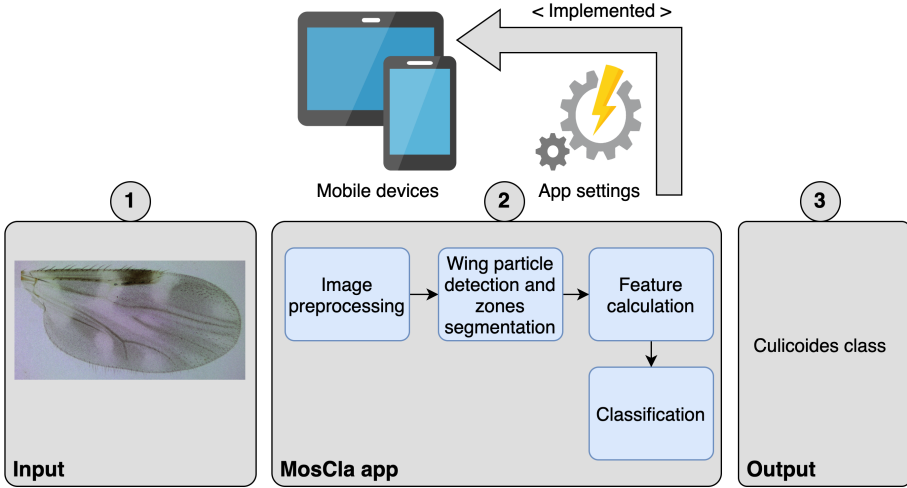 < Implemented >
Mobile devices
App settings
1
2
3
Image
preprocessing
Wing particle
detection and
zones
segmentation
Feature
calculation
Classification
Culicoides class
Input
MosCla app
Output